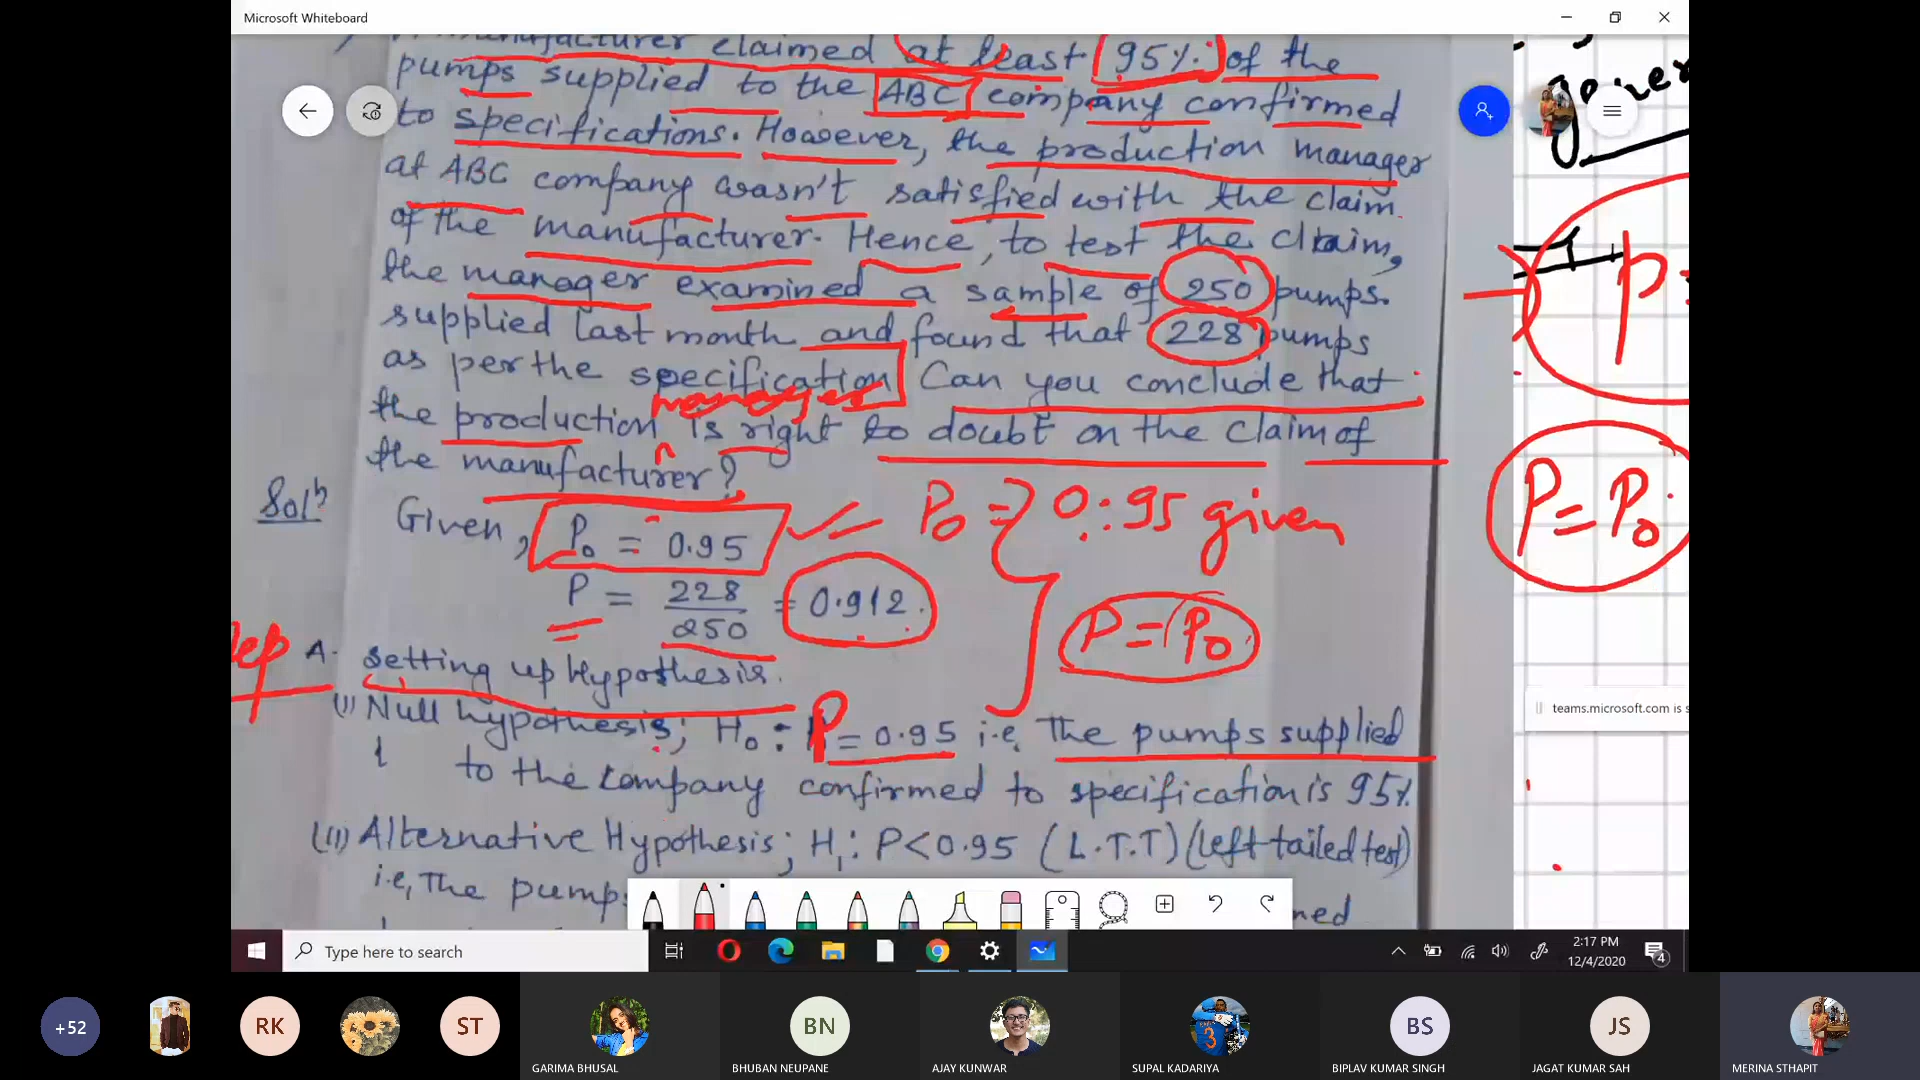 Microsoft Whiteboard
manufacturer claimed at least 95% of the
pumps supplied to the ABC company confirmed
to specifications. However, the production manager
at ABC company wasn't satisfied with the claim
of the manufacturer. Hence, to test the claim,
the manager examined a sample of 250 pumps.
supplied last month and found that 228 pumps
as per the specification Can you conclude that
manager
the production is right to doubt on the claim of
the manufacturer?
Solⁿ
Given, P₀ = 0.95
P₀ = 0.95 given
P = 228/250 = 0.912.
P = P₀
P = P₀
P =
A. Setting up Hypothesis.
(i) Null hypothesis; H₀ : P = 0.95 i.e, The pumps supplied
to the company confirmed to specification is 95%
(ii) Alternative Hypothesis; H₁: P < 0.95 (L.T.T) (left tailed test)
i.e, The pumps
teams.microsoft.com is s
Type here to search
2:17 PM
12/4/2020
4
+52
RK
ST
BN
BS
JS
GARIMA BHUSAL
BHUBAN NEUPANE
AJAY KUNWAR
SUPAL KADARIYA
BIPLAV KUMAR SINGH
JAGAT KUMAR SAH
MERINA STHAPIT